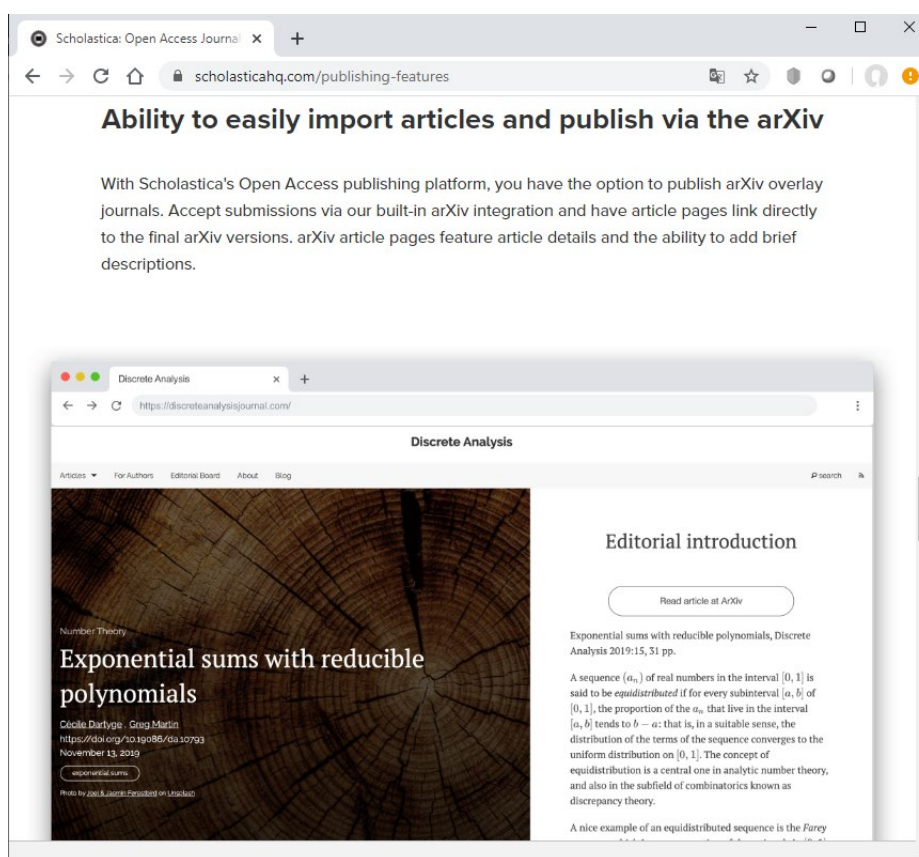 Scholastica: Open Access Journal
scholasticahq.com/publishing-features
Ability to easily import articles and publish via the arXiv
With Scholastica's Open Access publishing platform, you have the option to publish arXiv overlay
journals. Accept submissions via our built-in arXiv integration and have article pages link directly
to the final arXiv versions. arXiv article pages feature article details and the ability to add brief
descriptions.
Discrete Analysis
https://discreteanalysisjournal.com/
Discrete Analysis
Articles For Authors Editorial Board About Blog search
Number Theory
Exponential sums with reducible
polynomials
Cécile Dartyge, Greg Martin
https://doi.org/10.19086/da.10793
November 13, 2019
exponential sums
Photo by Joel & Jasmin Førestbird on Unsplash
Editorial introduction
Read article at ArXiv
Exponential sums with reducible polynomials, Discrete
Analysis 2019:15, 31 pp.
A sequence (aₙ) of real numbers in the interval [0, 1] is
said to be equidistributed if for every subinterval [a, b] of
[0, 1], the proportion of the aₙ that live in the interval
[a, b] tends to b − a: that is, in a suitable sense, the
distribution of the terms of the sequence converges to the
uniform distribution on [0, 1]. The concept of
equidistribution is a central one in analytic number theory,
and also in the subfield of combinatorics known as
discrepancy theory.
A nice example of an equidistributed sequence is the Farey